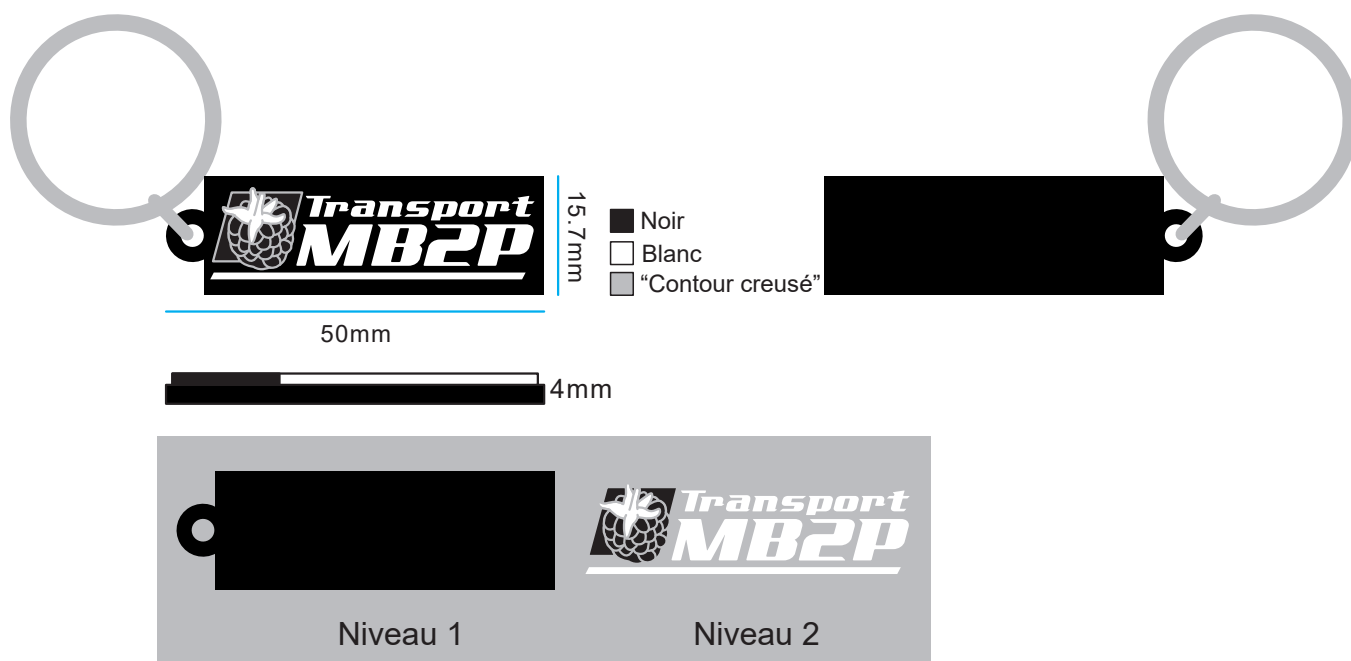 Transport
MB2P
15.7mm
Noir
Blanc
“Contour creusé”
50mm
4mm
Transport
MB2P
Niveau 1
Niveau 2